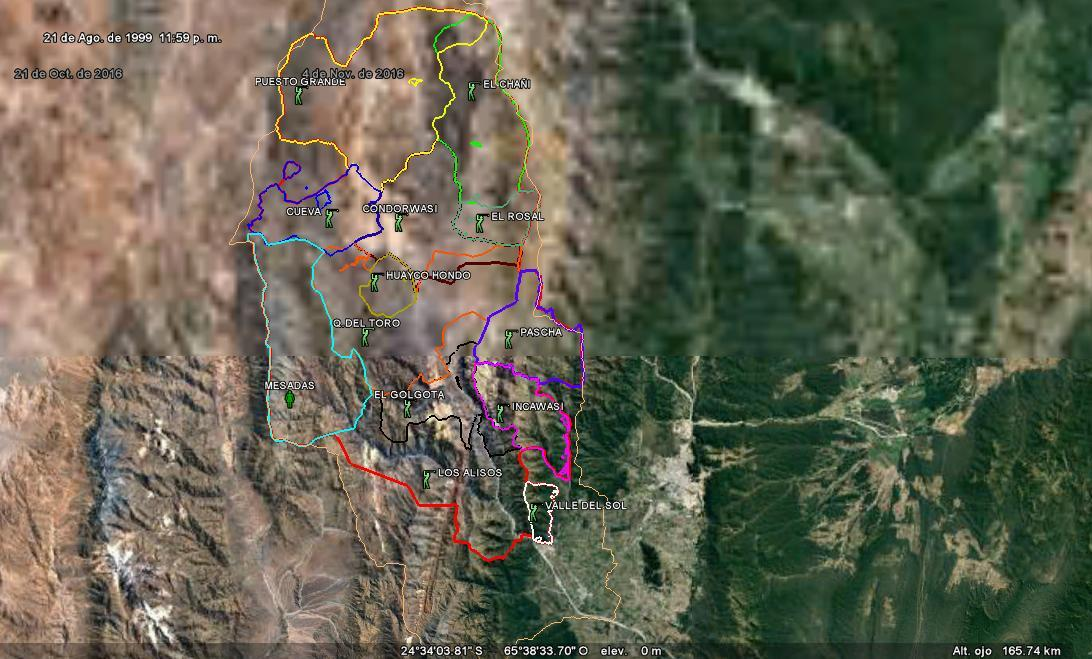 21 de Ago. de 1999 11:59 p. m.
21 de Oct. de 2016
4 de Nov. de 2016
PUESTO GRANDE
EL CHAÑI
CUEVA
CONDORWASI
EL ROSAL
HUAYCO HONDO
Q.DEL TORO
PASCHA
MESADAS
EL GOLGOTA
INCAWASI
LOS ALISOS
VALLE DEL SOL
24°34'03.81" S 65°38'33.70" O elev. 0 m
Alt. ojo 165.74 km